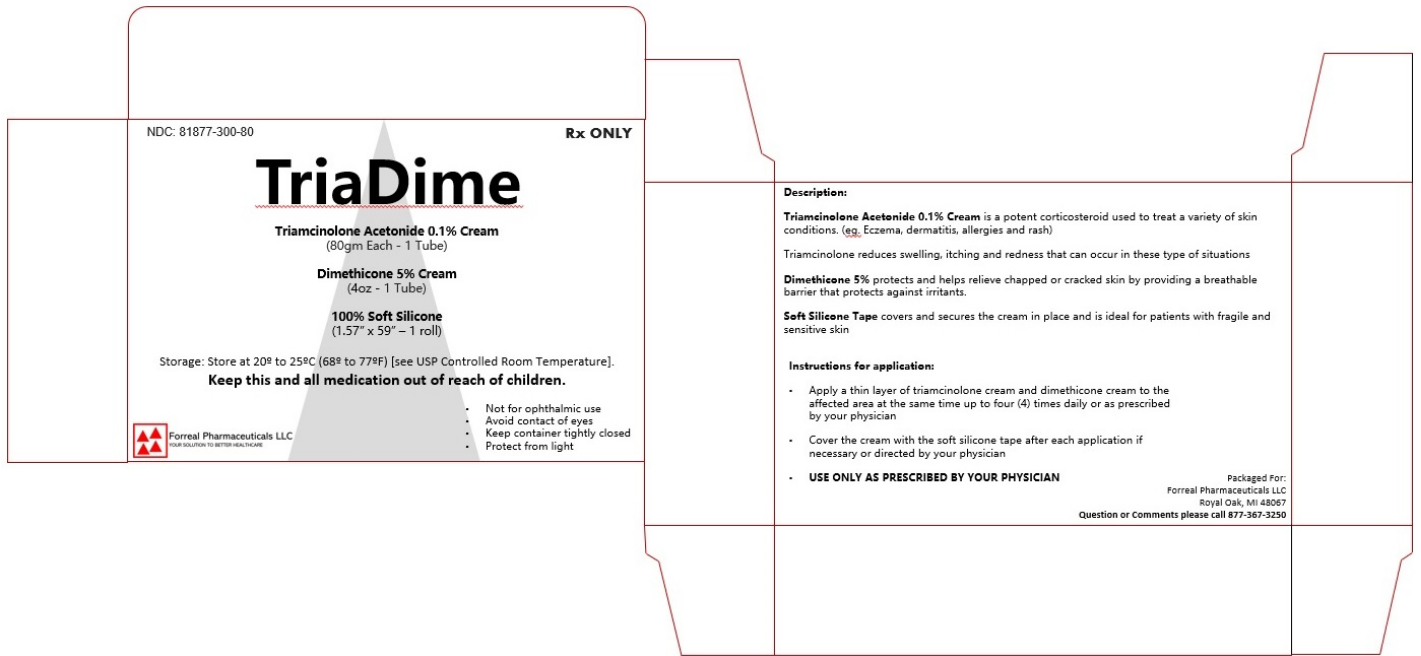 NDC: 81877-300-80
Rx ONLY
TriaDime
Triamcinolone Acetonide 0.1% Cream
(80gm Each - 1 Tube)
Dimethicone 5% Cream
(4oz - 1 Tube)
100% Soft Silicone
(1.57” x 59” – 1 roll)
Storage: Store at 20º to 25ºC (68º to 77ºF) [see USP Controlled Room Temperature].
Keep this and all medication out of reach of children.
• Not for ophthalmic use
• Avoid contact of eyes
• Keep container tightly closed
• Protect from light
Forreal Pharmaceuticals LLC
YOUR SOLUTION TO BETTER HEALTHCARE
Description:
Triamcinolone Acetonide 0.1% Cream is a potent corticosteroid used to treat a variety of skin
conditions. (eg. Eczema, dermatitis, allergies and rash)
Triamcinolone reduces swelling, itching and redness that can occur in these type of situations
Dimethicone 5% protects and helps relieve chapped or cracked skin by providing a breathable
barrier that protects against irritants.
Soft Silicone Tape covers and secures the cream in place and is ideal for patients with fragile and
sensitive skin
Instructions for application:
• Apply a thin layer of triamcinolone cream and dimethicone cream to the
affected area at the same time up to four (4) times daily or as prescribed
by your physician
• Cover the cream with the soft silicone tape after each application if
necessary or directed by your physician
• USE ONLY AS PRESCRIBED BY YOUR PHYSICIAN
Packaged For:
Forreal Pharmaceuticals LLC
Royal Oak, MI 48067
Question or Comments please call 877-367-3250